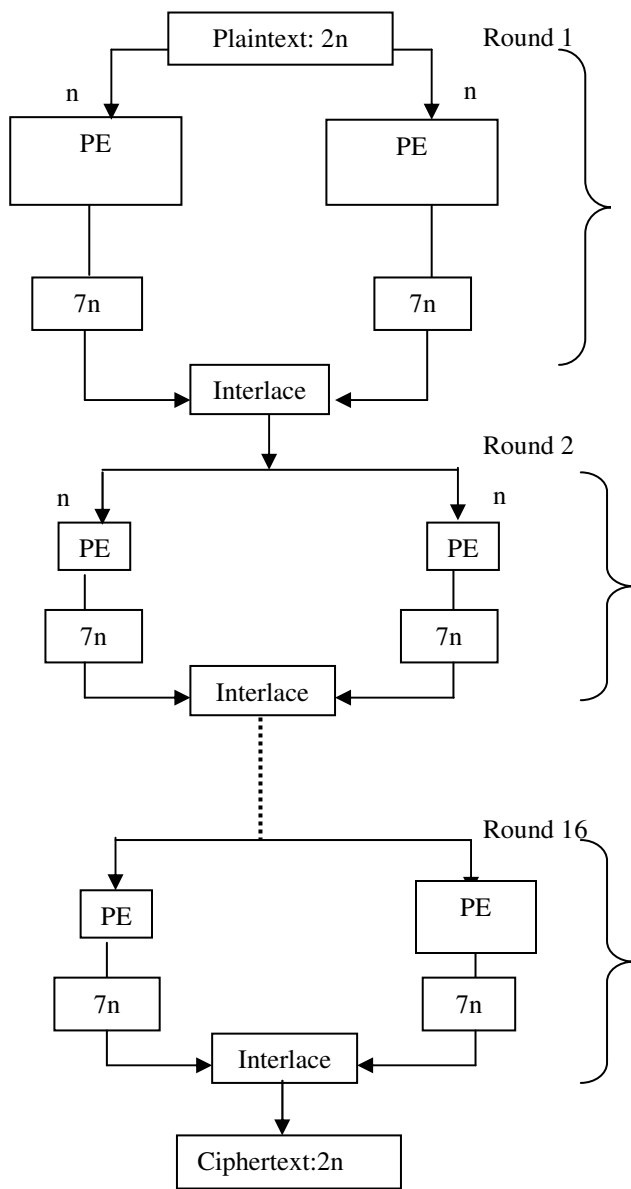 Plaintext: 2n
Round 1
n
n
PE
PE
7n
7n
Interlace
Round 2
n
n
PE
PE
7n
7n
Interlace
Round 16
PE
PE
7n
7n
Interlace
Ciphertext:2n